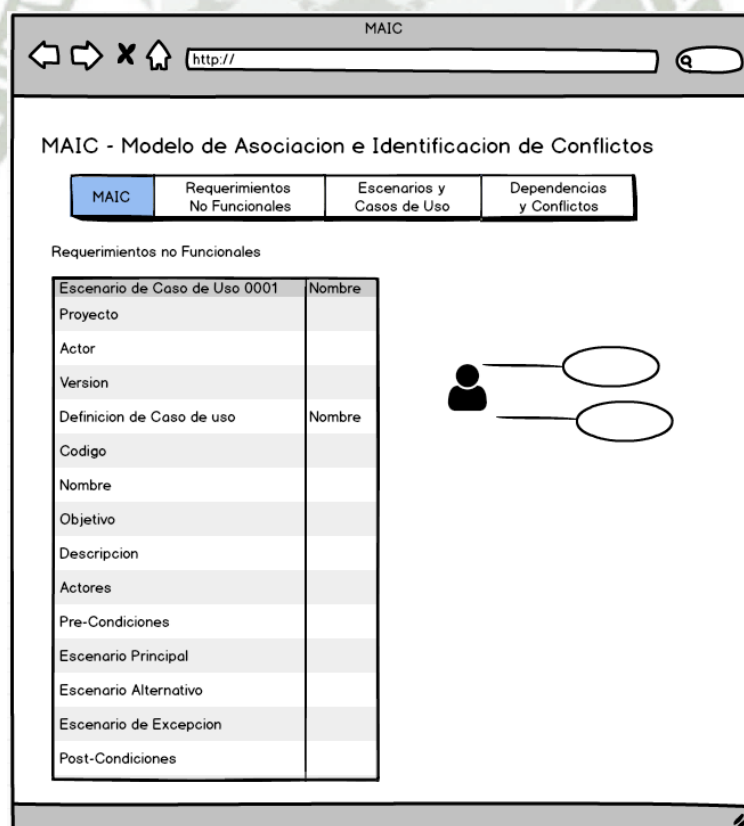 MAIC
http://
MAIC - Modelo de Asociacion e Identificacion de Conflictos
MAIC
Requerimientos
No Funcionales
Escenarios y
Casos de Uso
Dependencias
y Conflictos
Requerimientos no Funcionales
Escenario de Caso de Uso 0001 Nombre
Proyecto
Actor
Version
Definicion de Caso de uso Nombre
Codigo
Nombre
Objetivo
Descripcion
Actores
Pre-Condiciones
Escenario Principal
Escenario Alternativo
Escenario de Excepcion
Post-Condiciones